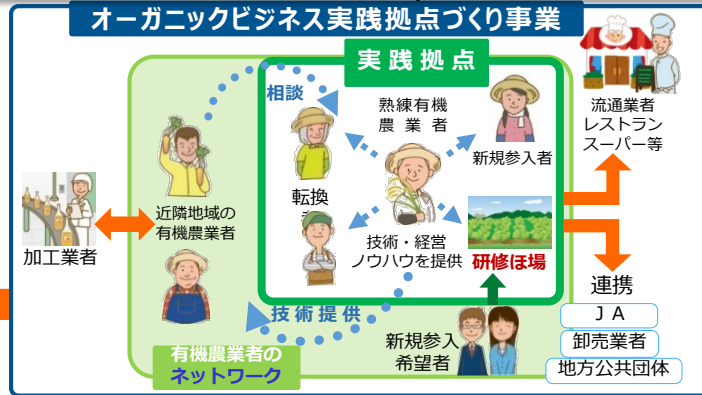 オーガニックビジネス実践拠点づくり事業
実践拠点
相談
熟練有機
農業者
新規参入者
転換
技術・経営
ノウハウを提供
研修ほ場
近隣地域の
有機農業者
加工業者
技術提供
新規参入
希望者
有機農業者の
ネットワーク
流通業者
レストラン
スーパー等
連携
ＪＡ
卸売業者
地方公共団体